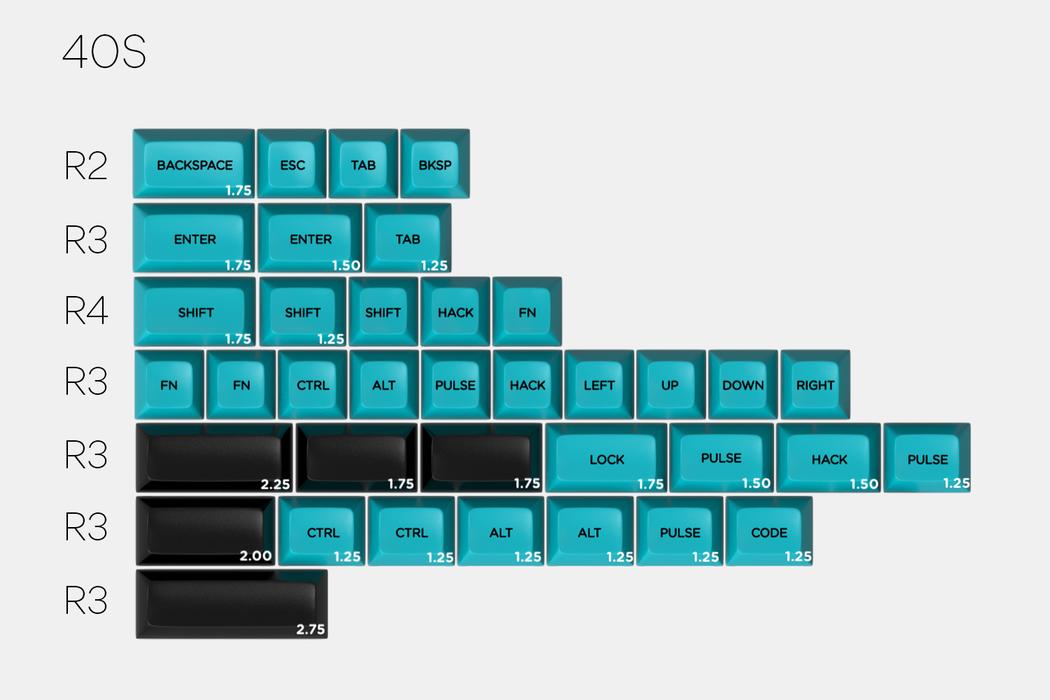 40S
R2 BACKSPACE 1.75 ESC TAB BKSP
R3 ENTER 1.75 ENTER 1.50 TAB 1.25
R4 SHIFT 1.75 SHIFT 1.25 SHIFT HACK FN
R3 FN FN CTRL ALT PULSE HACK LEFT UP DOWN RIGHT
R3 2.25 1.75 1.75 LOCK 1.75 PULSE 1.50 HACK 1.50 PULSE 1.25
R3 2.00 CTRL 1.25 CTRL 1.25 ALT 1.25 ALT 1.25 PULSE 1.25 CODE 1.25
R3 2.75